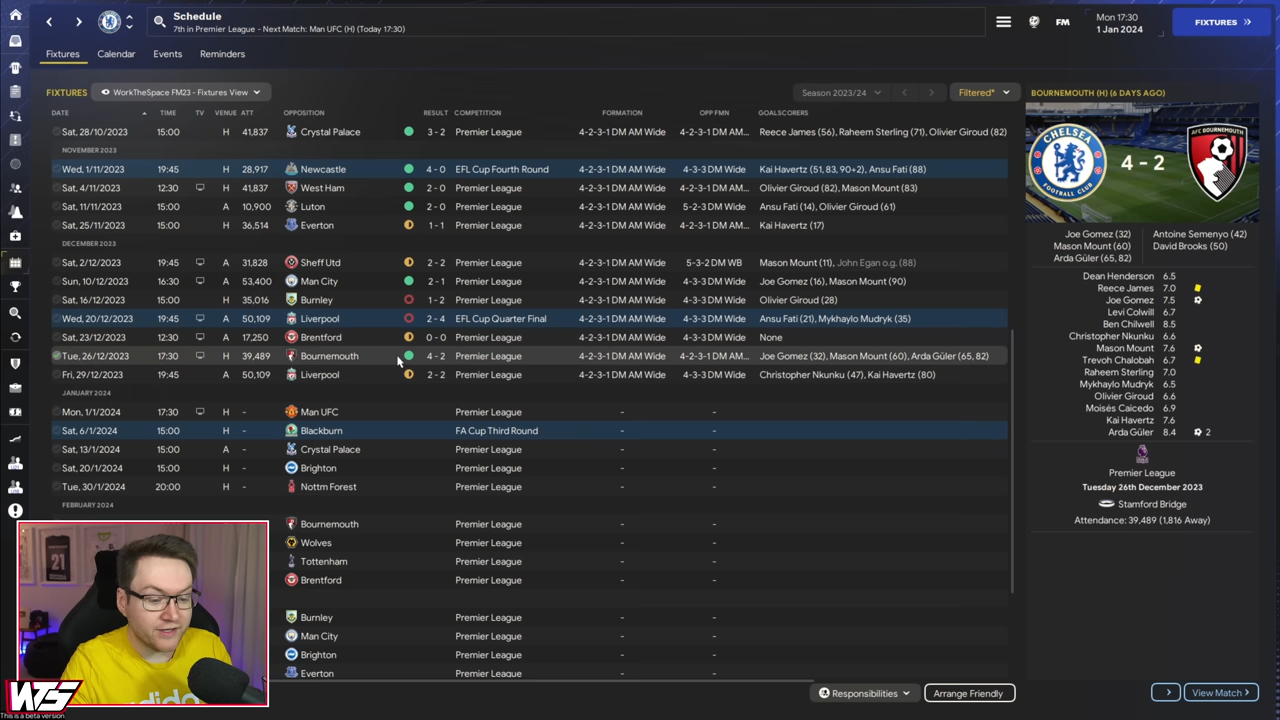 Schedule
7th in Premier League - Next Match: Man UFC (H) (Today 17:30)
FM
Mon 17:30
1 Jan 2024
FIXTURES
Fixtures Calendar Events Reminders
FIXTURES WorkTheSpace FM23 - Fixtures View Season 2023/24 Filtered*
DATE TIME TV VENUE ATT OPPOSITION RESULT COMPETITION FORMATION OPP FMN GOALSCORERS
Sat, 28/10/2023 15:00 H 41,837 Crystal Palace 3 - 2 Premier League 4-2-3-1 DM AM Wide 4-2-3-1 DM AM... Reece James (56), Raheem Sterling (71), Olivier Giroud (82)
NOVEMBER 2023
Wed, 1/11/2023 19:45 H 28,917 Newcastle 4 - 0 EFL Cup Fourth Round 4-2-3-1 DM AM Wide 4-3-3 DM Wide Kai Havertz (51, 83, 90+2), Ansu Fati (88)
Sat, 4/11/2023 12:30 H 41,837 West Ham 2 - 0 Premier League 4-2-3-1 DM AM Wide 4-3-3 DM Wide Olivier Giroud (82), Mason Mount (83)
Sat, 11/11/2023 15:00 A 10,900 Luton 2 - 0 Premier League 4-2-3-1 DM AM Wide 5-2-3 DM Wide Ansu Fati (14), Olivier Giroud (61)
Sat, 25/11/2023 15:00 A 36,514 Everton 1 - 1 Premier League 4-2-3-1 DM AM Wide 4-3-3 DM Wide Kai Havertz (17)
DECEMBER 2023
Sat, 2/12/2023 19:45 A 31,828 Sheff Utd 2 - 2 Premier League 4-2-3-1 DM AM Wide 5-3-2 DM WB Mason Mount (11), John Egan o.g. (88)
Sun, 10/12/2023 16:30 A 53,400 Man City 2 - 1 Premier League 4-2-3-1 DM AM Wide 4-3-3 DM Wide Joe Gomez (16), Mason Mount (90)
Sat, 16/12/2023 15:00 H 35,016 Burnley 1 - 2 Premier League 4-2-3-1 DM AM Wide 4-3-3 DM Wide Olivier Giroud (28)
Wed, 20/12/2023 19:45 A 50,109 Liverpool 2 - 4 EFL Cup Quarter Final 4-2-3-1 DM AM Wide 4-3-3 DM Wide Ansu Fati (21), Mykhaylo Mudryk (35)
Sat, 23/12/2023 12:30 A 17,250 Brentford 0 - 0 Premier League 4-2-3-1 DM AM Wide 4-3-3 DM Wide None
Tue, 26/12/2023 17:30 H 39,489 Bournemouth 4 - 2 Premier League 4-2-3-1 DM AM Wide 4-2-3-1 DM AM... Joe Gomez (32), Mason Mount (60), Arda Güler (65, 82)
Fri, 29/12/2023 19:45 A 50,109 Liverpool 2 - 2 Premier League 4-2-3-1 DM AM Wide 4-3-3 DM Wide Christopher Nkunku (47), Kai Havertz (80)
JANUARY 2024
Mon, 1/1/2024 17:30 H - Man UFC Premier League - -
Sat, 6/1/2024 15:00 H - Blackburn FA Cup Third Round - -
Sat, 13/1/2024 15:00 A - Crystal Palace Premier League - -
Sat, 20/1/2024 15:00 H - Brighton Premier League - -
Tue, 30/1/2024 20:00 H - Nottm Forest Premier League - -
FEBRUARY 2024
Bournemouth Premier League - -
Wolves Premier League - -
Tottenham Premier League - -
Brentford Premier League - -
Burnley Premier League - -
Man City Premier League - -
Brighton Premier League - -
Everton Premier League - -
Responsibilities Arrange Friendly
BOURNEMOUTH (H) (6 DAYS AGO)
CHELSEA
FOOTBALL CLUB
4 - 2
AFC BOURNEMOUTH
Joe Gomez (32) Antoine Semenyo (42)
Mason Mount (60) David Brooks (50)
Arda Güler (65, 82)
Dean Henderson 6.5
Reece James 7.0
Joe Gomez 7.5
Levi Colwill 6.7
Ben Chilwell 8.5
Christopher Nkunku 6.6
Mason Mount 7.6
Trevoh Chalobah 6.7
Raheem Sterling 7.0
Mykhaylo Mudryk 6.5
Olivier Giroud 6.6
Moisés Caicedo 6.9
Kai Havertz 7.6
Arda Güler 8.4 2
Premier League
Tuesday 26th December 2023
Stamford Bridge
Attendance: 39,489 (1,816 Away)
View Match
21
WTS
This is a beta version